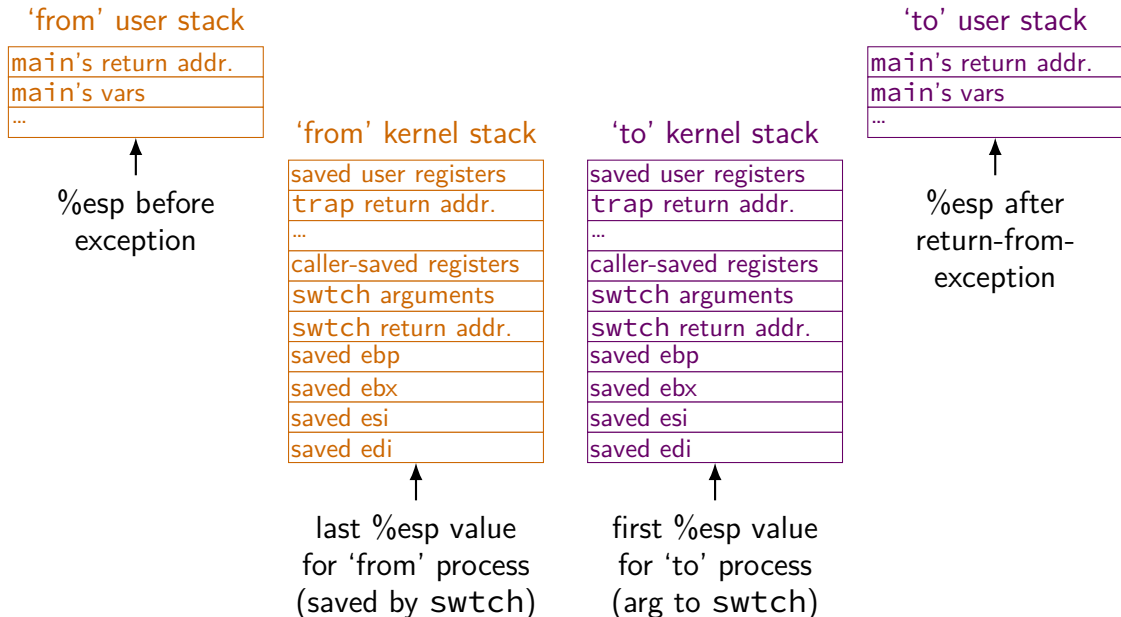 ‘from’ user stack
main’s return addr.
main’s vars
...
%esp before
exception
‘from’ kernel stack
saved user registers
trap return addr.
...
caller-saved registers
swtch arguments
swtch return addr.
saved ebp
saved ebx
saved esi
saved edi
last %esp value
for ‘from’ process
(saved by swtch)
‘to’ kernel stack
saved user registers
trap return addr.
...
caller-saved registers
swtch arguments
swtch return addr.
saved ebp
saved ebx
saved esi
saved edi
first %esp value
for ‘to’ process
(arg to swtch)
‘to’ user stack
main’s return addr.
main’s vars
...
%esp after
return-from-
exception